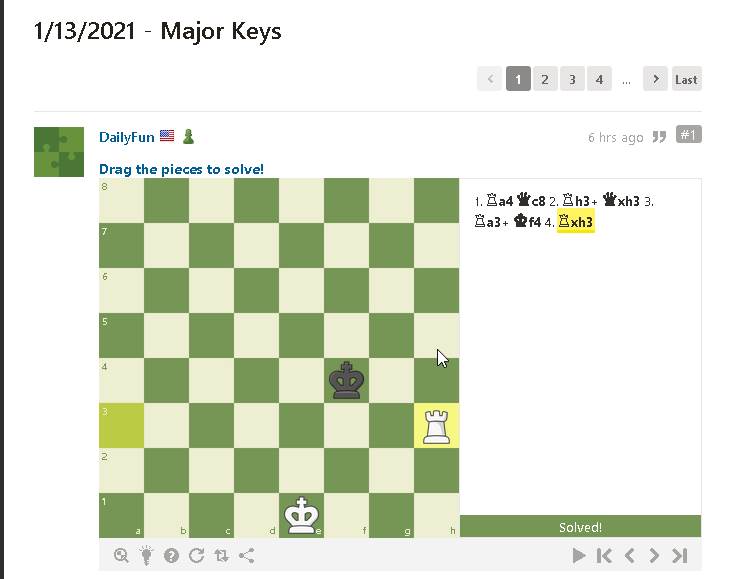 1/13/2021 - Major Keys
1 2 3 4 ... Last
DailyFun
6 hrs ago #1
Drag the pieces to solve!
8
7
6
5
4
3
2
1
a b c d e f g h
1. ♖a4 ♛c8 2. ♖h3+ ♛xh3 3.
♖a3+ ♚f4 4. ♖xh3
Solved!